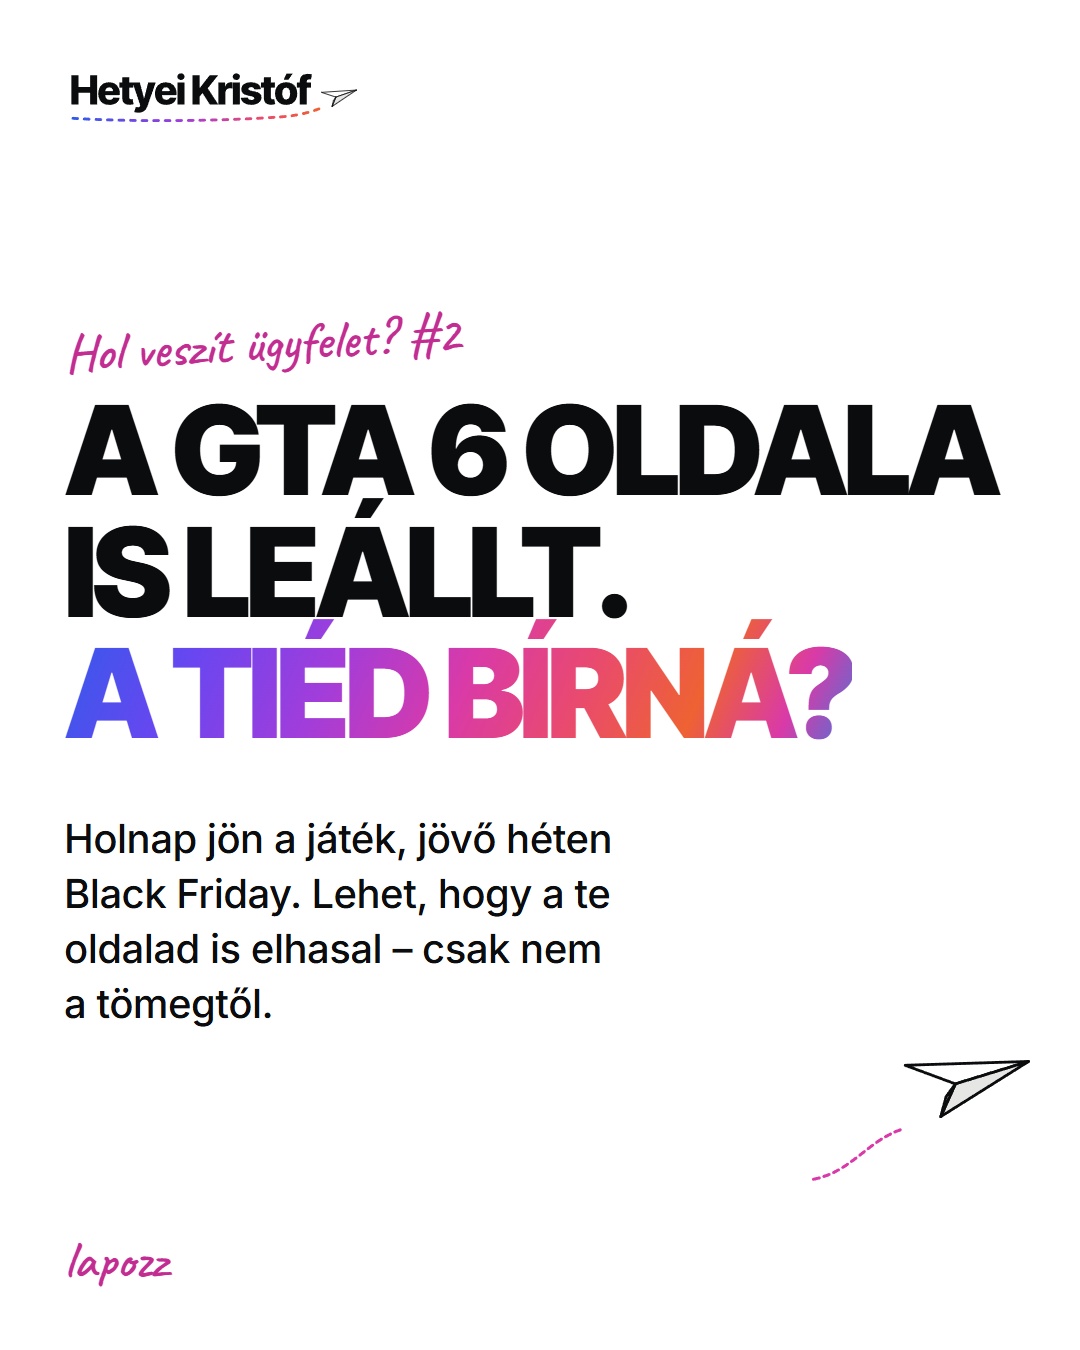 Hetyei Kristóf
Hol veszít ügyfelet? #2
A GTA 6 OLDALA
IS LEÁLLT.
A TIÉD BÍRNÁ?
Holnap jön a játék, jövő héten
Black Friday. Lehet, hogy a te
oldalad is elhasal – csak nem
a tömegtől.
lapozz